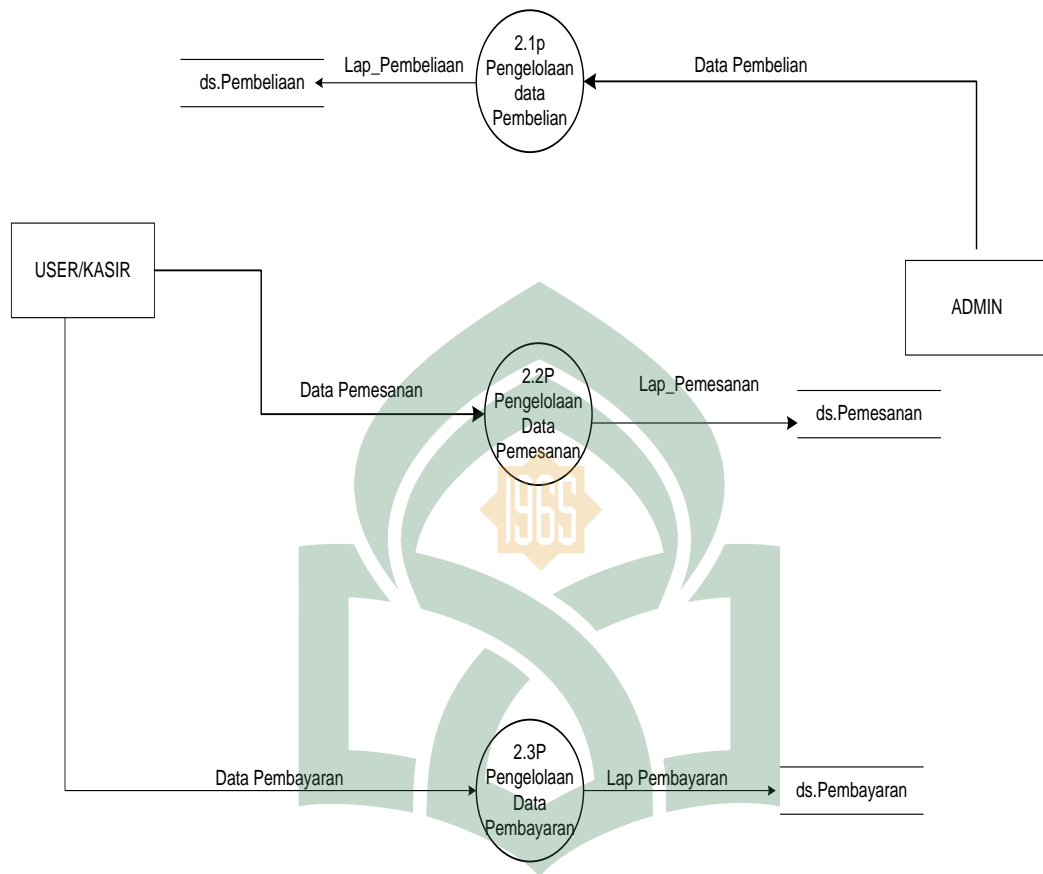 2.1p
Pengelolaan
data
Pembelian
Lap_Pembeliaan
Data Pembelian
ds.Pembeliaan
USER/KASIR
ADMIN
2.2P
Pengelolaan
Data
Pemesanan
Data Pemesanan
Lap_Pemesanan
ds.Pemesanan
1965
2.3P
Pengelolaan
Data
Pembayaran
Data Pembayaran
Lap Pembayaran
ds.Pembayaran